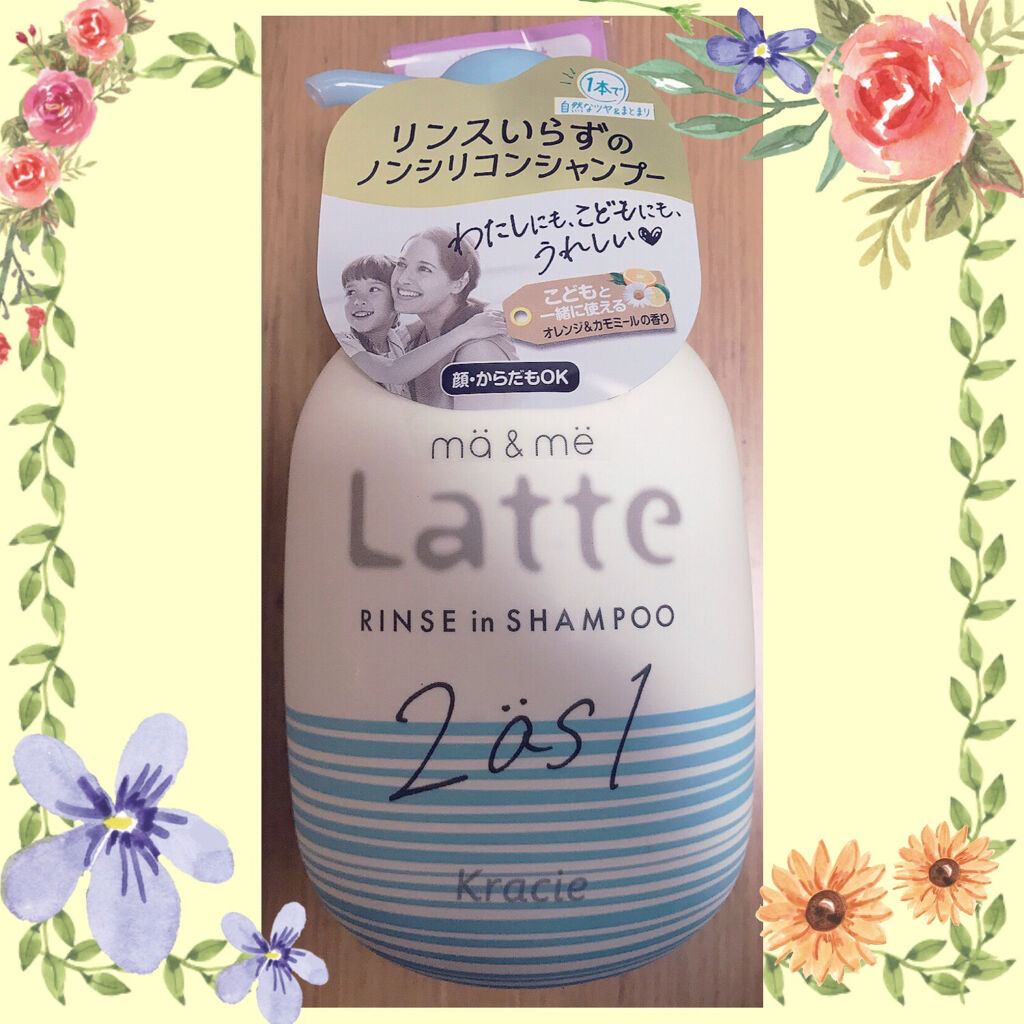 1本で
自然なツヤ&まとまり
リンスいらずの
ノンシリコンシャンプー
わたしにも、こどもにも、
うれしい♥
こどもと
一緒に使える
オレンジ&カモミールの香り
顔・からだもOK
mä & më
Latte
RINSE in SHAMPOO
2äs1
Kracie